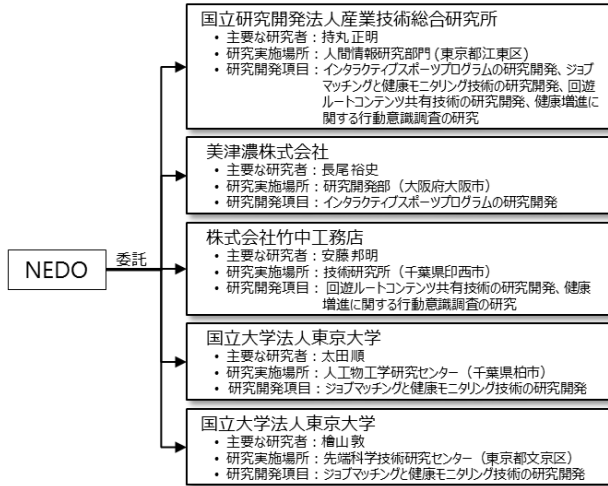 国立研究開発法人産業技術総合研究所
• 主要な研究者：持丸正明
• 研究実施場所：人間情報研究部門（東京都江東区）
• 研究開発項目：インタラクティブスポーツプログラムの研究開発、ジョブ
マッチングと健康モニタリング技術の研究開発、回遊
ルートコンテンツ共有技術の研究開発、健康増進に
関する行動意識調査の研究
美津濃株式会社
• 主要な研究者：長尾裕史
• 研究実施場所：研究開発部（大阪府大阪市）
• 研究開発項目：インタラクティブスポーツプログラムの研究開発
NEDO
委託
株式会社竹中工務店
• 主要な研究者：安藤邦明
• 研究実施場所：技術研究所（千葉県印西市）
• 研究開発項目： 回遊ルートコンテンツ共有技術の研究開発、健康
増進に関する行動意識調査の研究
国立大学法人東京大学
• 主要な研究者：太田順
• 研究実施場所：人工物工学研究センター（千葉県柏市）
• 研究開発項目：ジョブマッチングと健康モニタリング技術の研究開発
国立大学法人東京大学
• 主要な研究者：檜山敦
• 研究実施場所：先端科学技術研究センター（東京都文京区）
• 研究開発項目：ジョブマッチングと健康モニタリング技術の研究開発